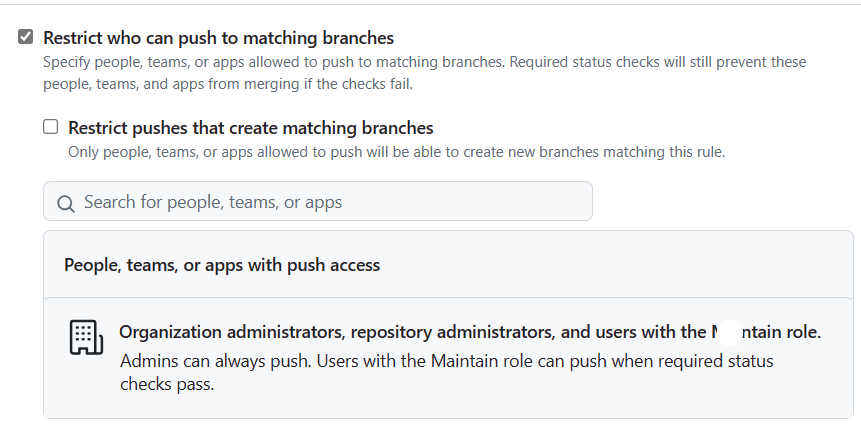 Restrict who can push to matching branches
Specify people, teams, or apps allowed to push to matching branches. Required status checks will still prevent these
people, teams, and apps from merging if the checks fail.
Restrict pushes that create matching branches
Only people, teams, or apps allowed to push will be able to create new branches matching this rule.
Search for people, teams, or apps
People, teams, or apps with push access
Organization administrators, repository administrators, and users with the role.
Admins can always push. Users with the Maintain role can push when required status
checks pass.